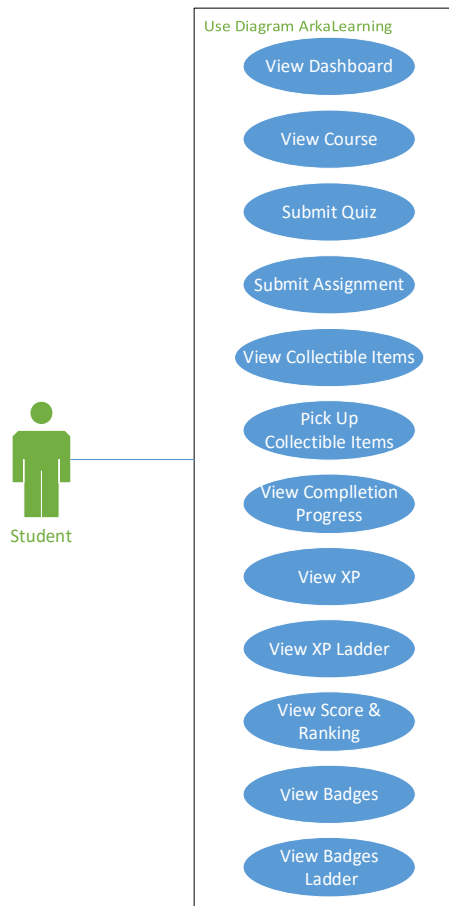 Use Diagram ArkaLearning
View Dashboard
View Course
Submit Quiz
Submit Assignment
View Collectible Items
Pick Up
Collectible Items
View Complletion
Progress
View XP
View XP Ladder
View Score &
Ranking
View Badges
View Badges
Ladder
Student